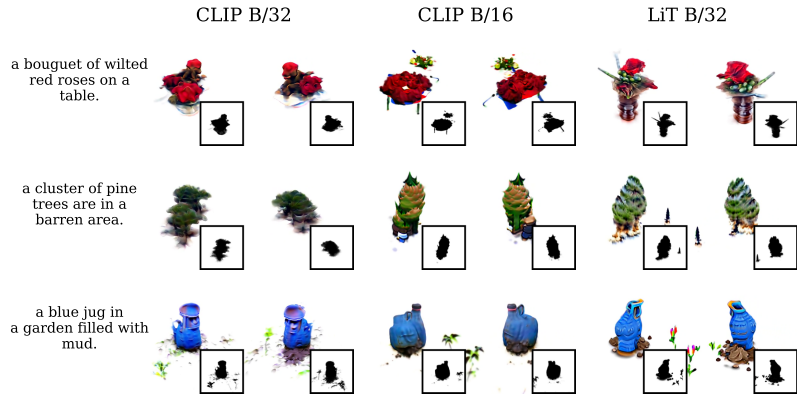 CLIP B/32 CLIP B/16 LiT B/32
a bouquet of wilted
red roses on a
table.
a cluster of pine
trees are in a
barren area.
a blue jug in
a garden filled with
mud.